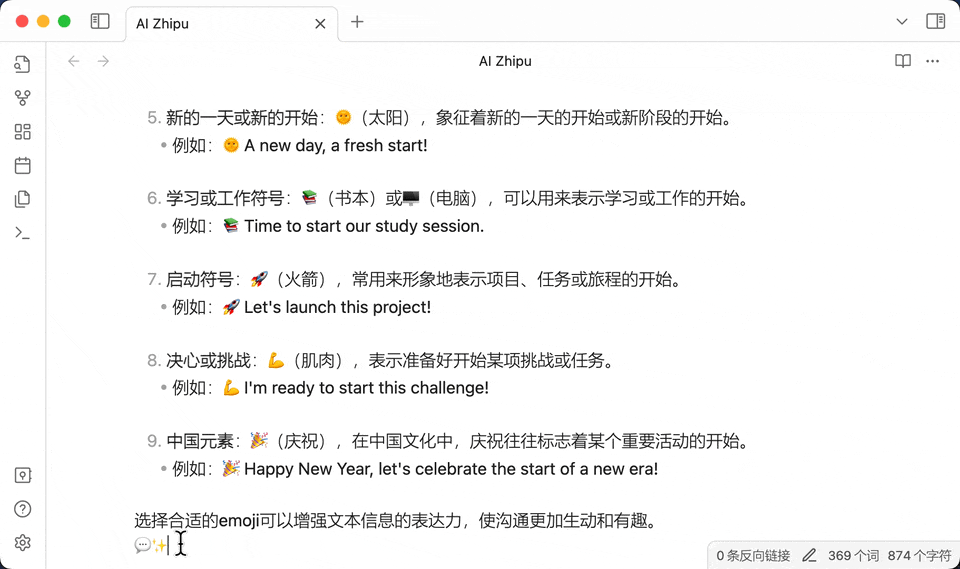 AI Zhipu
AI Zhipu
5. 新的一天或新的开始：🌞（太阳），象征着新的一天的开始或新阶段的开始。
• 例如：🌞 A new day, a fresh start!
6. 学习或工作符号：📚（书本）或🖥️（电脑），可以用来表示学习或工作的开始。
• 例如：📚 Time to start our study session.
7. 启动符号：🚀（火箭），常用来形象地表示项目、任务或旅程的开始。
• 例如：🚀 Let's launch this project!
8. 决心或挑战：💪（肌肉），表示准备好开始某项挑战或任务。
• 例如：💪 I'm ready to start this challenge!
9. 中国元素：🎉（庆祝），在中国文化中，庆祝往往标志着某个重要活动的开始。
• 例如：🎉 Happy New Year, let's celebrate the start of a new era!
选择合适的emoji可以增强文本信息的表达力，使沟通更加生动和有趣。
💬✨
0 条反向链接 369 个词 874 个字符